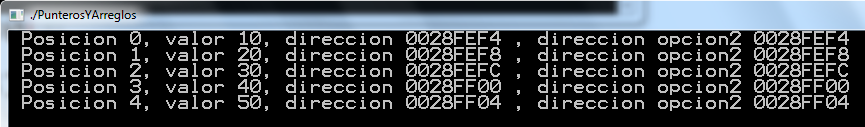 ./PunterosYArreglos
Posicion 0, valor 10, direccion 0028FEF4 , direccion opcion2 0028FEF4
Posicion 1, valor 20, direccion 0028FEF8 , direccion opcion2 0028FEF8
Posicion 2, valor 30, direccion 0028FEFC , direccion opcion2 0028FEFC
Posicion 3, valor 40, direccion 0028FF00 , direccion opcion2 0028FF00
Posicion 4, valor 50, direccion 0028FF04 , direccion opcion2 0028FF04